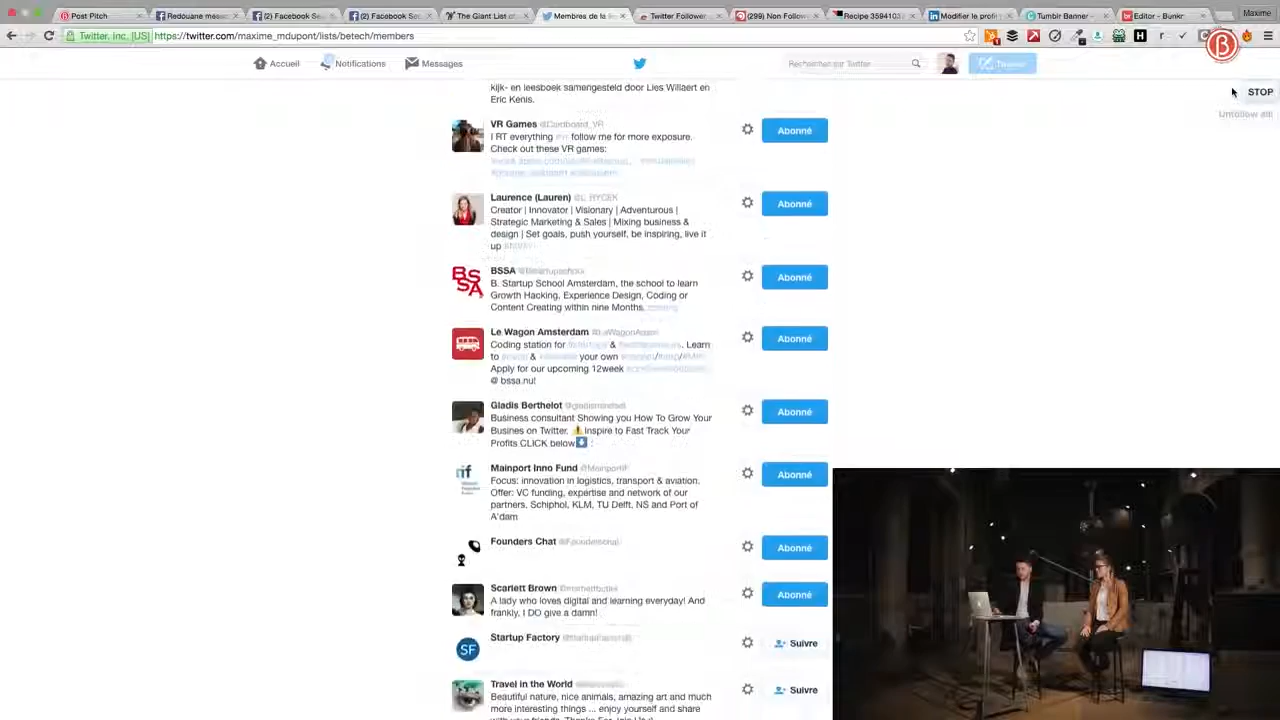 Post Pitch
Redouane messe
(2) Facebook Se
(2) Facebook Se
The Giant List
Membres de la
Twitter
(299) Non
Recipe 3594103
Modifier le profi
Tumblr Banner -
Editor - Bunkr
Maxime
Twitter, Inc. [US] https://twitter.com/maxime_mdupont/lists/betech/members
Accueil
Notifications
Messages
Rechercher sur Twitter
Tweeter
STOP
Unfollow all!
kijk- en leesboek samengesteld door Lies Willaert en
Eric Kenis.
VR Games @Cardboard_VR
I RT everything follow me for more exposure.
Check out these VR games:
Abonné
Laurence (Lauren)
Creator | Innovator | Visionary | Adventurous |
Strategic Marketing & Sales | Mixing business &
design | Set goals, push yourself, be inspiring, live it
up
Abonné
BSSA
BSSA
B. Startup School Amsterdam, the school to learn
Growth Hacking, Experience Design, Coding or
Content Creating within nine Months.
Abonné
Le Wagon Amsterdam
Coding station for & . Learn
to & your own
Apply for our upcoming 12week
@ bssa.nu!
Abonné
Gladis Berthelot @gladismindset
Business consultant Showing you How To Grow Your
Busines on Twitter. ⚠ Inspire to Fast Track Your
Profits CLICK below⬇ :
Abonné
Mainport Inno Fund @MainportIF
Focus: innovation in logistics, transport & aviation.
Offer: VC funding, expertise and network of our
partners, Schiphol, KLM, TU Delft, NS and Port of
A'dam
Abonné
Founders Chat
Abonné
Scarlett Brown
A lady who loves digital and learning everyday! And
frankly, I DO give a damn!
Abonné
SF
Startup Factory
Suivre
Travel in the World
Beautiful nature, nice animals, amazing art and much
more interesting things ... enjoy yourself and share
Suivre